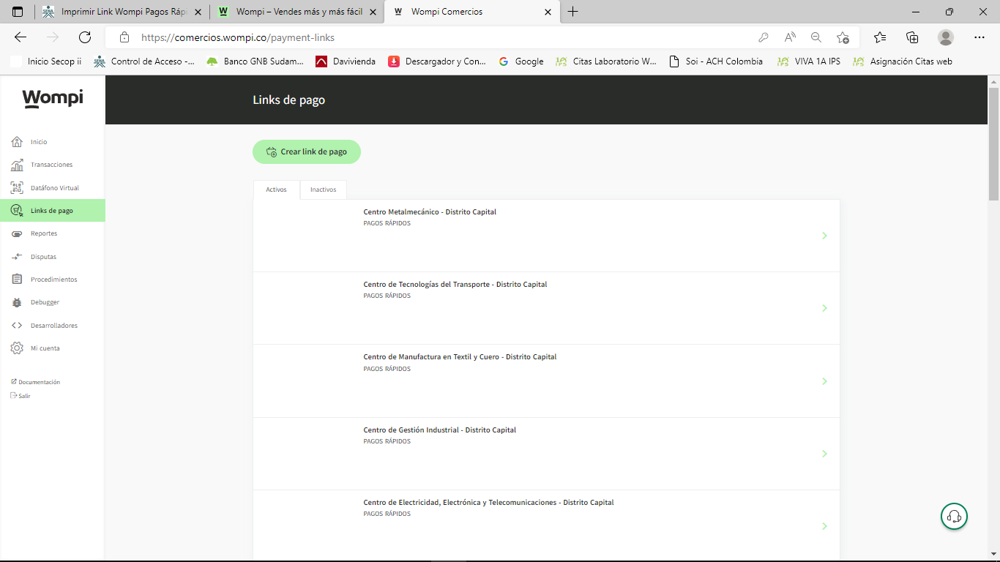 Imprimir Link Wompi Pagos Rápi
Wompi – Vendes más y más fácil
W Wompi Comercios
https://comercios.wompi.co/payment-links
Inicio Secop ii
Control de Acceso -...
Banco GNB Sudam...
Davivienda
Descargador y Con...
Google
Citas Laboratorio W...
Soi - ACH Colombia
VIVA 1A IPS
Asignación Citas web
Wompi
Links de pago
Inicio
Transacciones
Datáfono Virtual
Links de pago
Reportes
Disputas
Procedimientos
Debugger
Desarrolladores
Mi cuenta
Documentación
Salir
Crear link de pago
Activos
Inactivos
Centro Metalmecánico - Distrito Capital
PAGOS RÁPIDOS
Centro de Tecnologías del Transporte - Distrito Capital
PAGOS RÁPIDOS
Centro de Manufactura en Textil y Cuero - Distrito Capital
PAGOS RÁPIDOS
Centro de Gestión Industrial - Distrito Capital
PAGOS RÁPIDOS
Centro de Electricidad, Electrónica y Telecomunicaciones - Distrito Capital
PAGOS RÁPIDOS